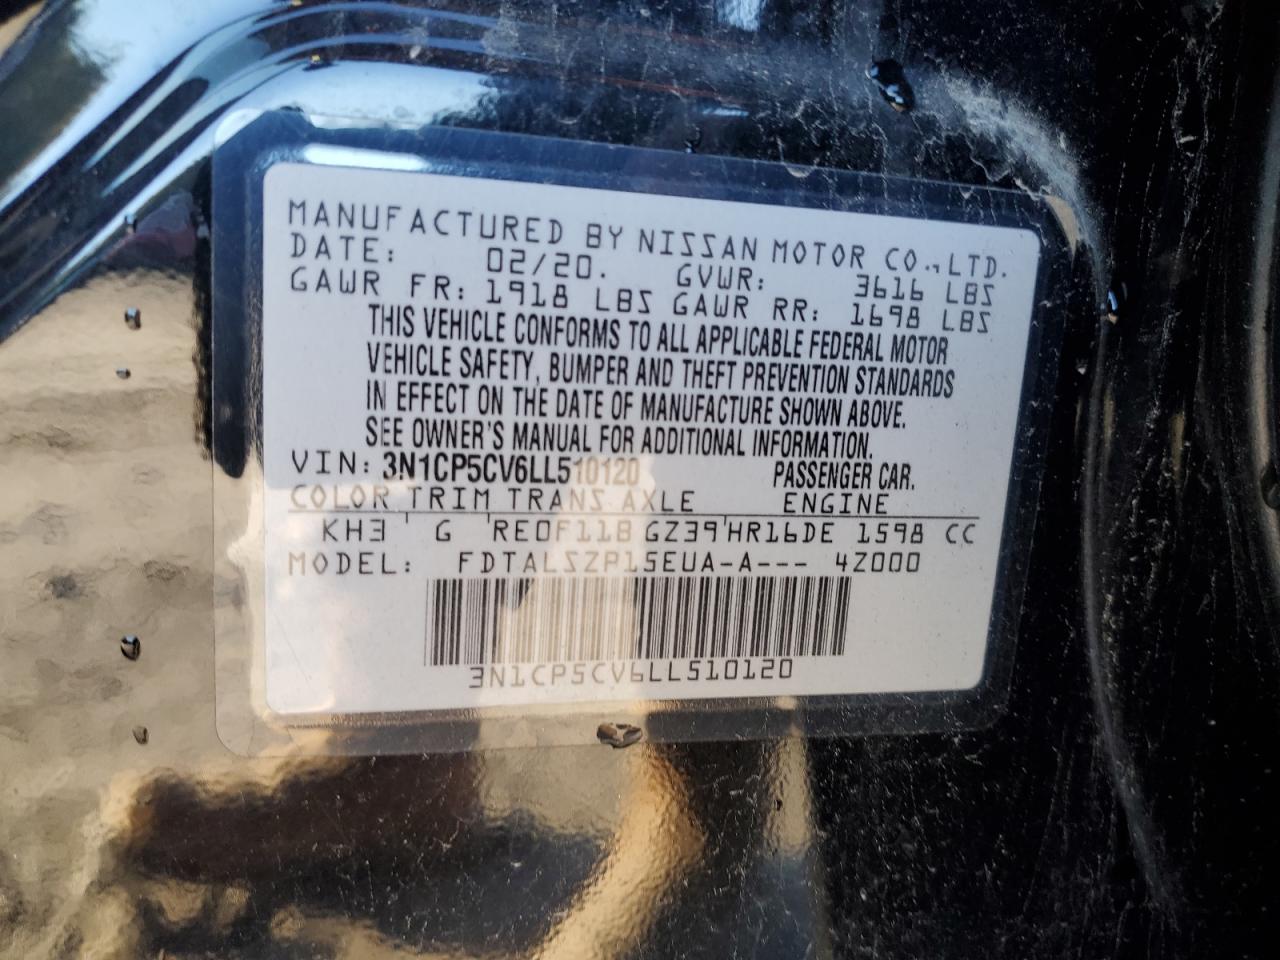 MANUFACTURED BY NISSAN MOTOR CO., LTD.
DATE: 02/20. GVWR: 3616 LBS
GAWR FR: 1918 LBS GAWR RR: 1698 LBS
THIS VEHICLE CONFORMS TO ALL APPLICABLE FEDERAL MOTOR
VEHICLE SAFETY, BUMPER AND THEFT PREVENTION STANDARDS
IN EFFECT ON THE DATE OF MANUFACTURE SHOWN ABOVE.
SEE OWNER'S MANUAL FOR ADDITIONAL INFORMATION.
VIN: 3N1CP5CV6LL510120 PASSENGER CAR.
COLOR TRIM TRANS AXLE ENGINE
KH3 G RE0F11B GZ39 HR16DE 1598 CC
MODEL: FDTALSZP15EUA-A--- 4Z000
3N1CP5CV6LL510120